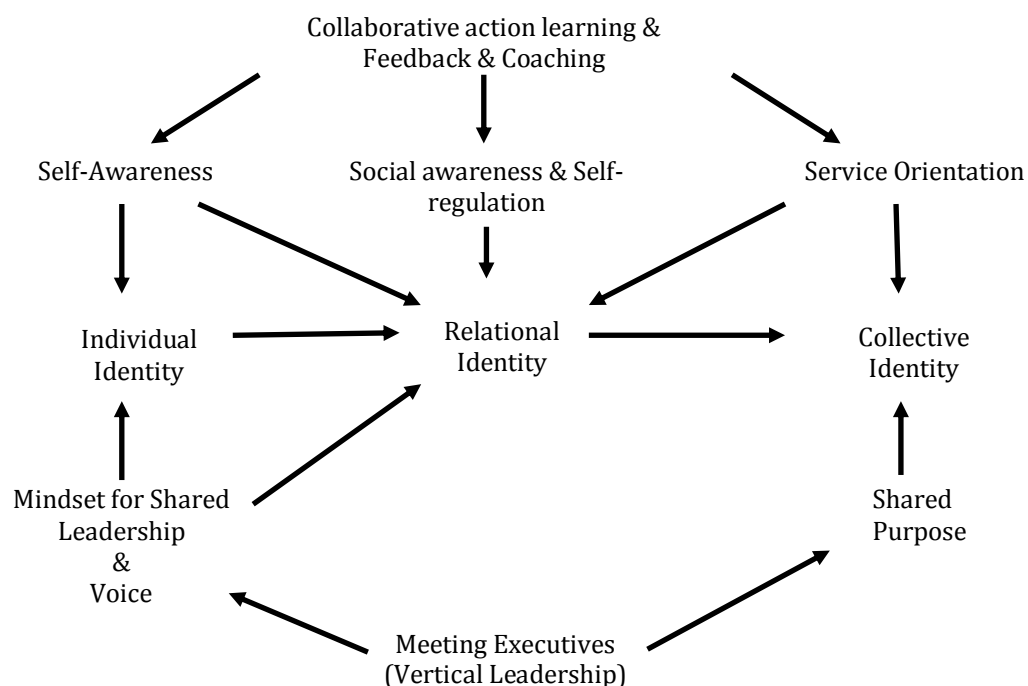 Collaborative action learning &
Feedback & Coaching
Self-Awareness
Social awareness & Self-
regulation
Service Orientation
Individual
Identity
Relational
Identity
Collective
Identity
Mindset for Shared
Leadership
&
Voice
Shared
Purpose
Meeting Executives
(Vertical Leadership)